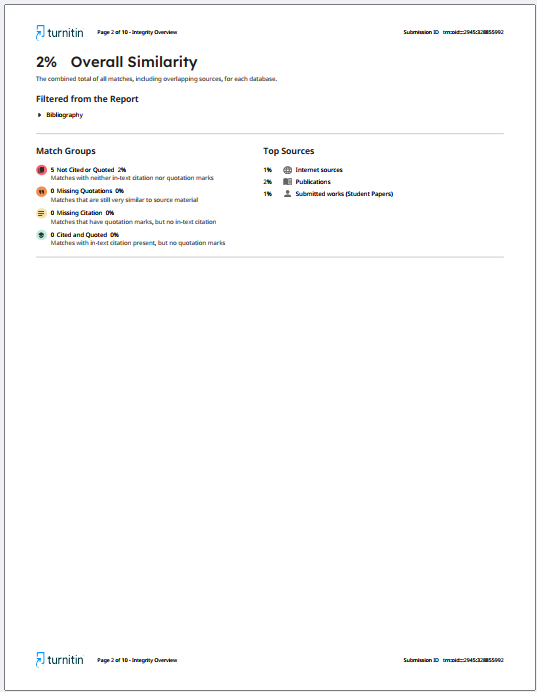 turnitin Page 2 of 10 - Integrity Overview Submission ID trn:oid:::2945:328855992
2% Overall Similarity
The combined total of all matches, including overlapping sources, for each database.
Filtered from the Report
Bibliography
Match Groups
5 Not Cited or Quoted 2%
Matches with neither in-text citation nor quotation marks
0 Missing Quotations 0%
Matches that are still very similar to source material
0 Missing Citation 0%
Matches that have quotation marks, but no in-text citation
0 Cited and Quoted 0%
Matches with in-text citation present, but no quotation marks
Top Sources
1% Internet sources
2% Publications
1% Submitted works (Student Papers)
turnitin Page 2 of 10 - Integrity Overview Submission ID trn:oid:::2945:328855992